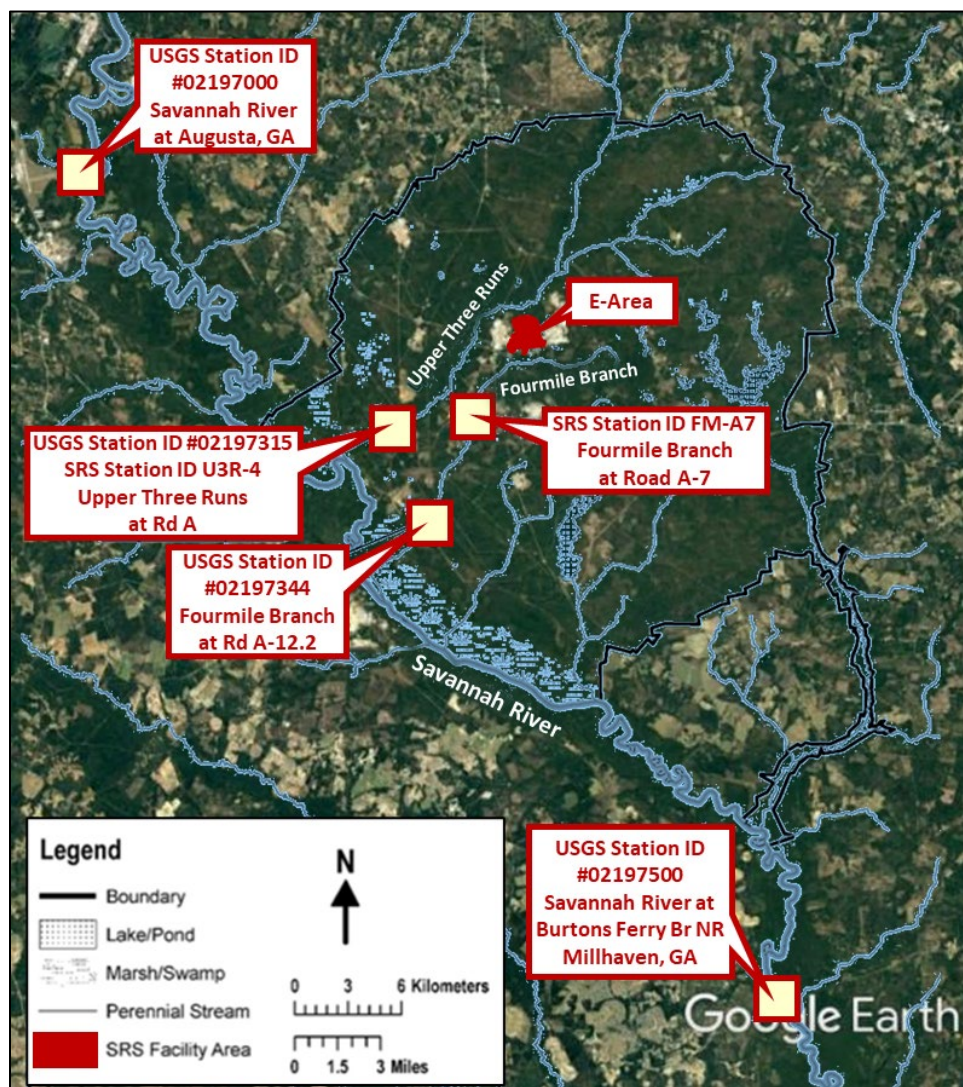 USGS Station ID
#02197000
Savannah River
at Augusta, GA
E-Area
Upper Three Runs
Fourmile Branch
USGS Station ID #02197315
SRS Station ID U3R-4
Upper Three Runs
at Rd A
SRS Station ID FM-A7
Fourmile Branch
at Road A-7
USGS Station ID
#02197344
Fourmile Branch
at Rd A-12.2
Savannah River
USGS Station ID
#02197500
Savannah River at
Burtons Ferry Br NR
Millhaven, GA
Legend
Boundary
Lake/Pond
Marsh/Swamp
Perennial Stream
SRS Facility Area
N
0 3 6 Kilometers
0 1.5 3 Miles
Google Earth